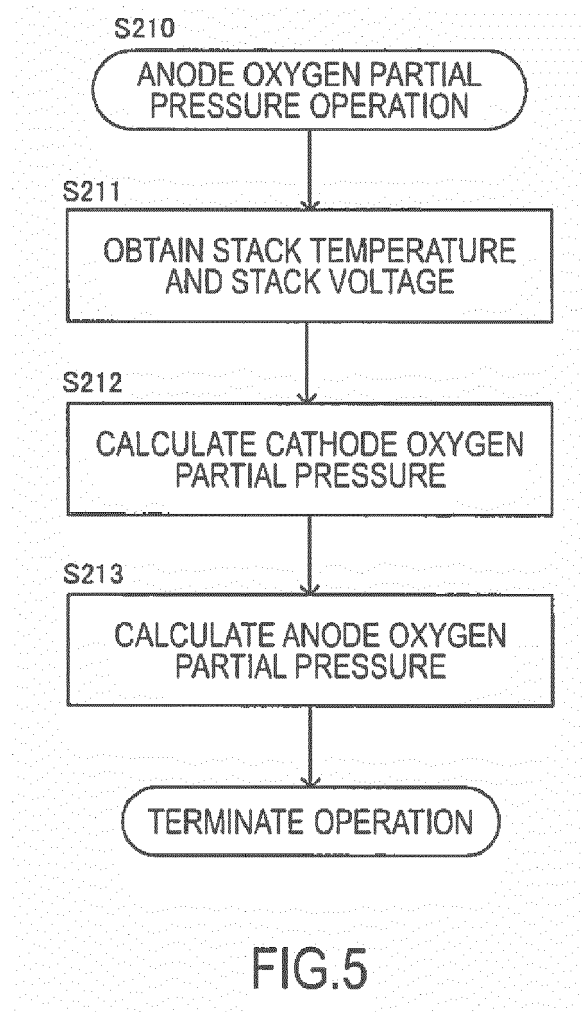 S210
ANODE OXYGEN PARTIAL
PRESSURE OPERATION
S211
OBTAIN STACK TEMPERATURE
AND STACK VOLTAGE
S212
CALCULATE CATHODE OXYGEN
PARTIAL PRESSURE
S213
CALCULATE ANODE OXYGEN
PARTIAL PRESSURE
TERMINATE OPERATION
FIG.5